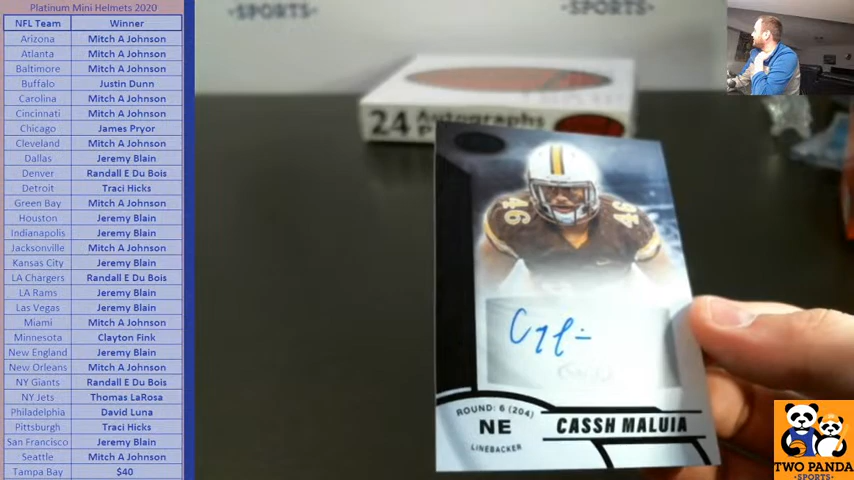 Platinum Mini Helmets 2020
NFL Team Winner
Arizona Mitch A Johnson
Atlanta Mitch A Johnson
Baltimore Mitch A Johnson
Buffalo Justin Dunn
Carolina Mitch A Johnson
Cincinnati Mitch A Johnson
Chicago James Pryor
Cleveland Mitch A Johnson
Dallas Jeremy Blain
Denver Randall E Du Bois
Detroit Traci Hicks
Green Bay Mitch A Johnson
Houston Jeremy Blain
Indianapolis Jeremy Blain
Jacksonville Mitch A Johnson
Kansas City Jeremy Blain
LA Chargers Randall E Du Bois
LA Rams Jeremy Blain
Las Vegas Jeremy Blain
Miami Mitch A Johnson
Minnesota Clayton Fink
New England Jeremy Blain
New Orleans Mitch A Johnson
NY Giants Randall E Du Bois
NY Jets Thomas LaRosa
Philadelphia David Luna
Pittsburgh Traci Hicks
San Francisco Jeremy Blain
Seattle Mitch A Johnson
Tampa Bay $40
·SPORTS·
·SPORTS·
24 Autographs
46 46
ROUND: 6 (204)
NE
LINEBACKER
CASSH MALUIA
TWO PANDA
·SPORTS·